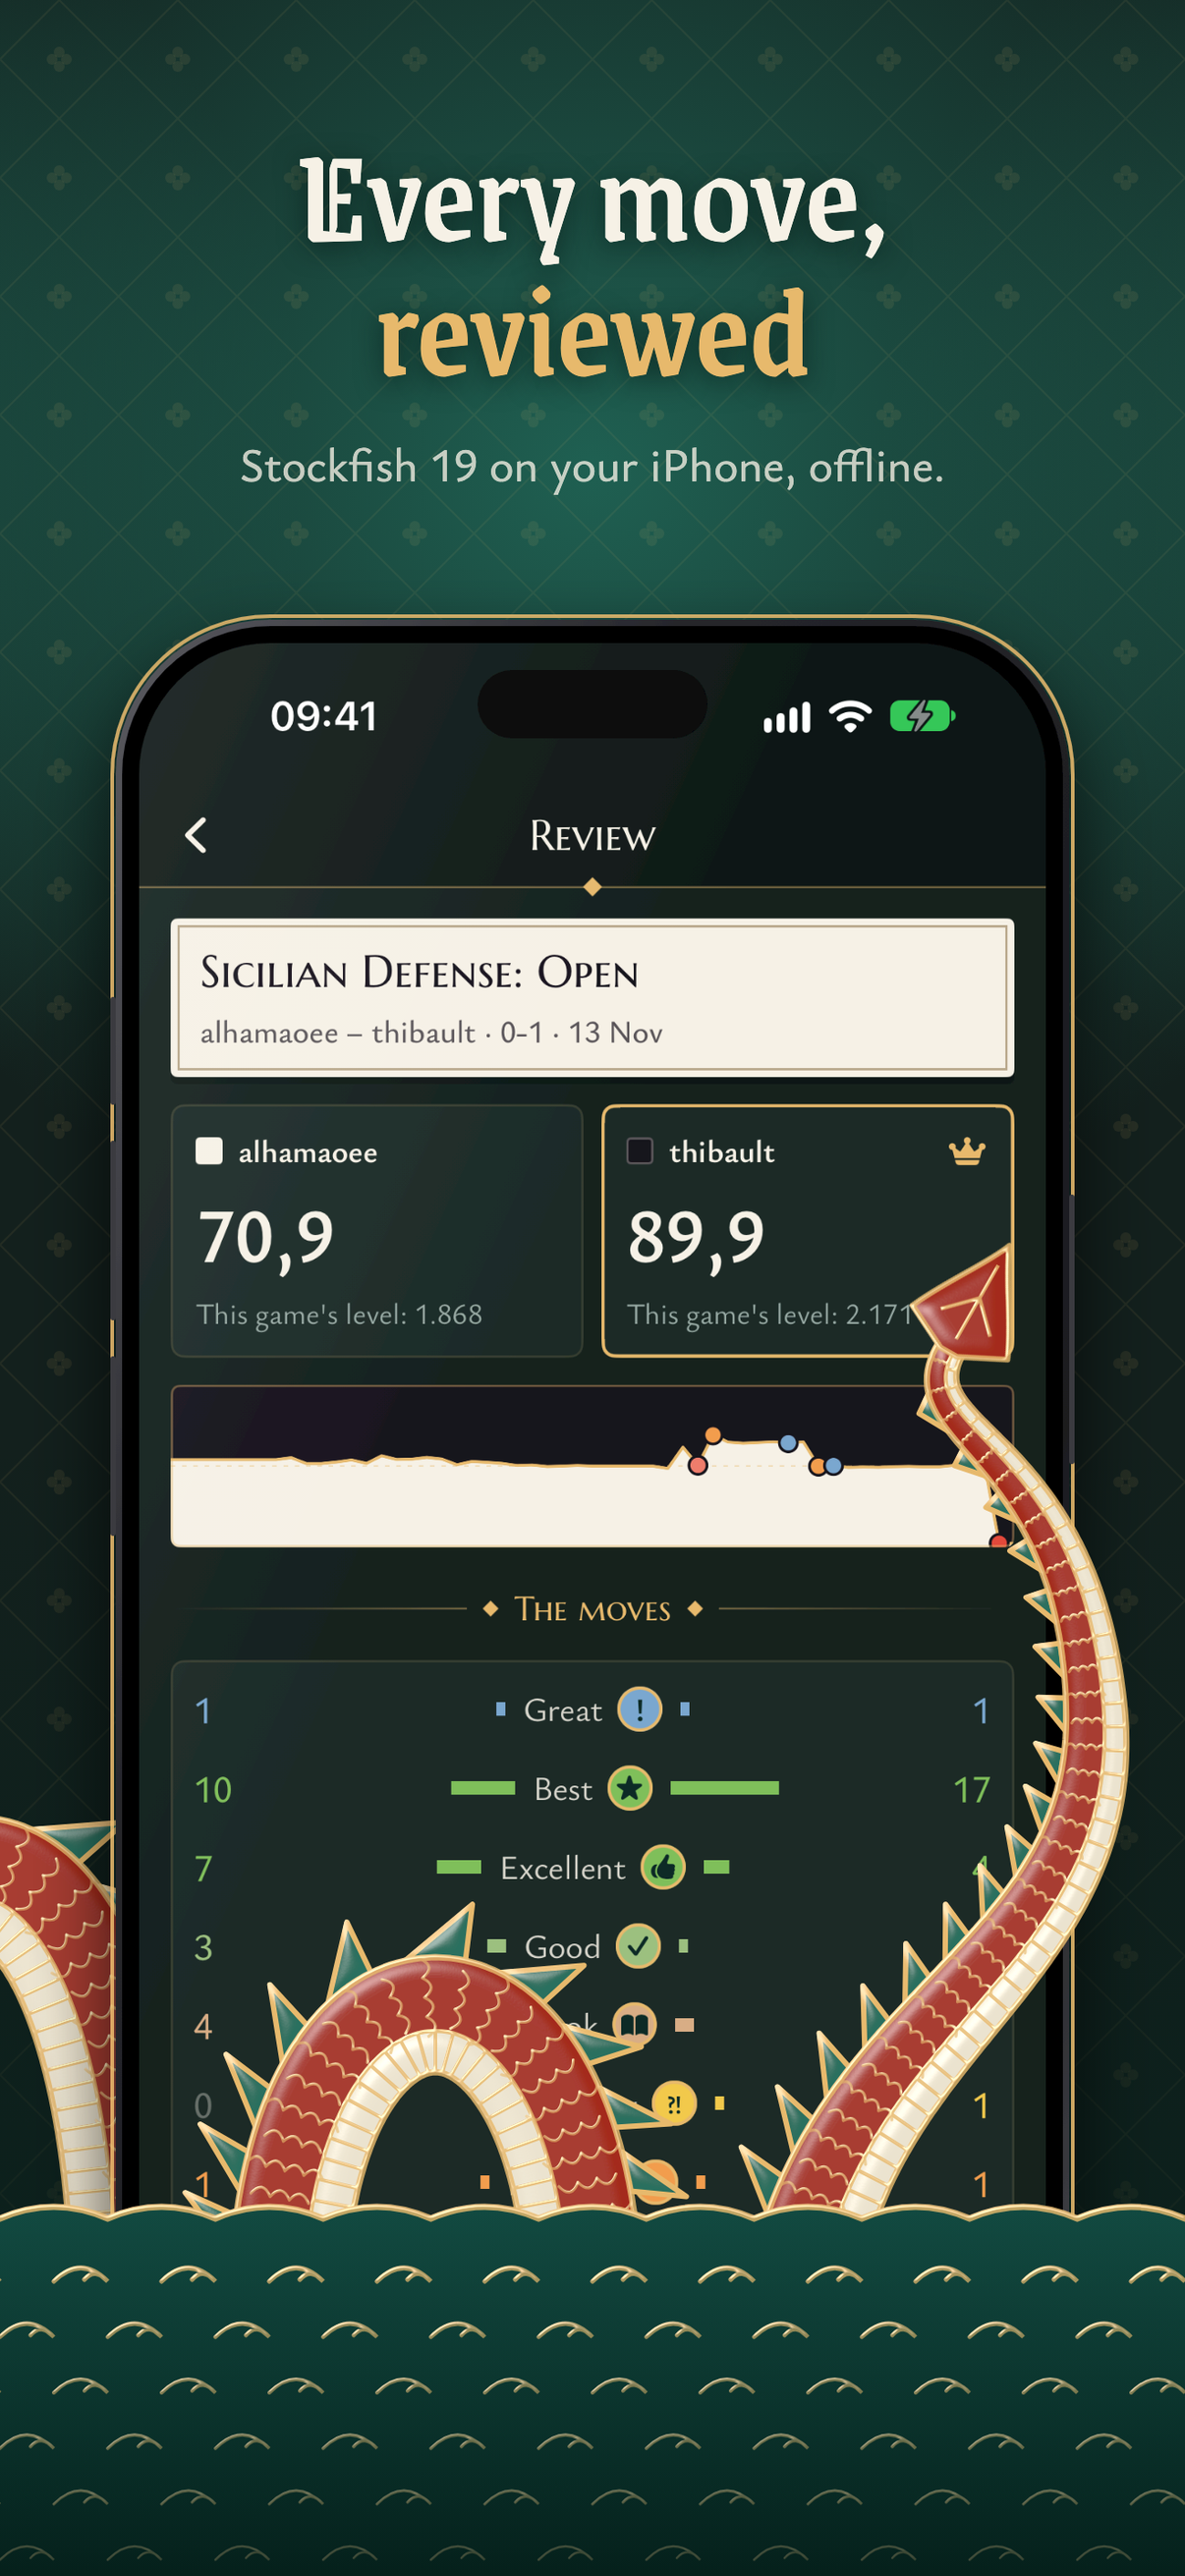 Every move,
reviewed
Stockfish 19 on your iPhone, offline.
09:41
Review
Sicilian Defense: Open
alhamaoee – thibault · 0-1 · 13 Nov
alhamaoee
thibault
70,9
89,9
This game's level: 1.868
This game's level: 2.171
The moves
1 Great ! 1
10 Best 17
7 Excellent 4
3 Good
4
0 ?! 1
1 1